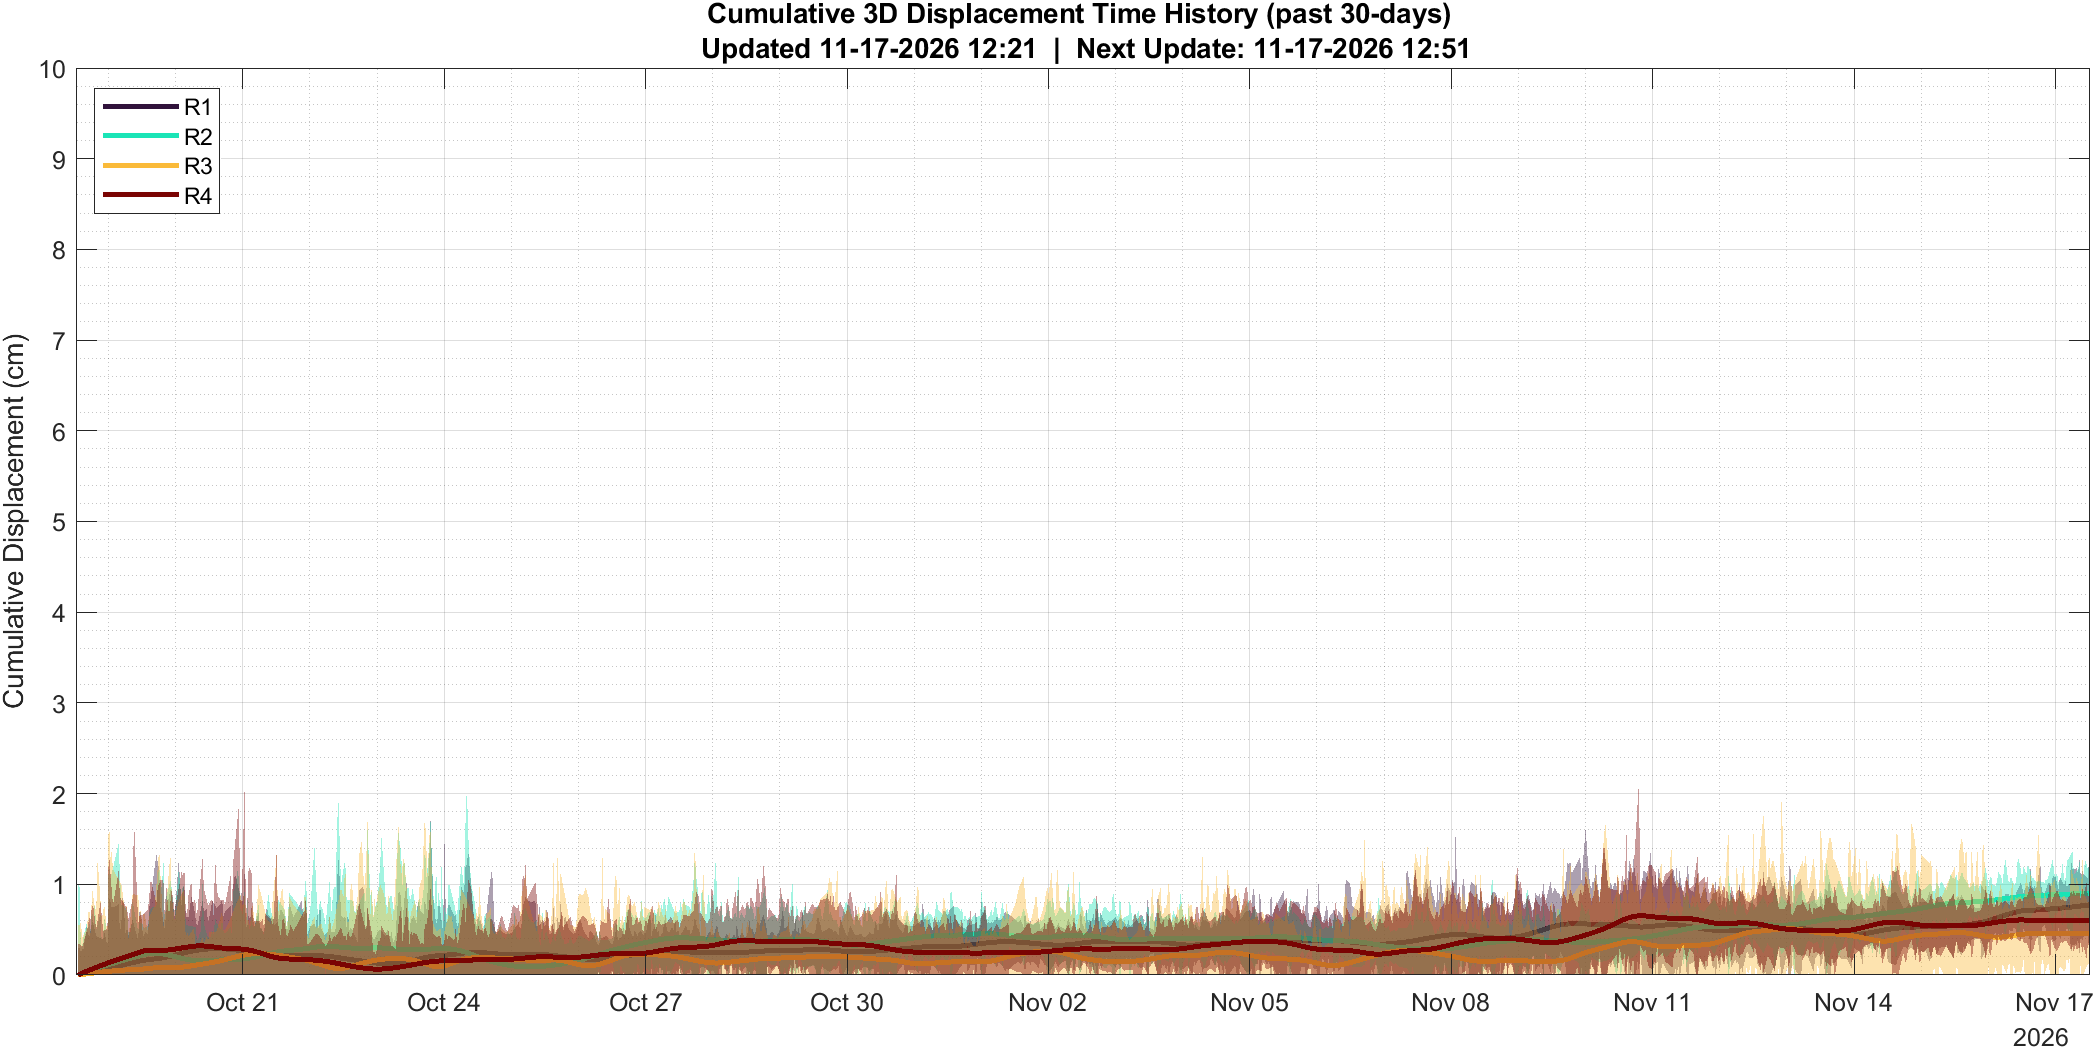 Cumulative 3D Displacement Time History (past 30-days)
Updated 11-17-2026 12:21 | Next Update: 11-17-2026 12:51
Cumulative Displacement (cm)
10
9
8
7
6
5
4
3
2
1
0
R1
R2
R3
R4
Oct 21 Oct 24 Oct 27 Oct 30 Nov 02 Nov 05 Nov 08 Nov 11 Nov 14 Nov 17
2026